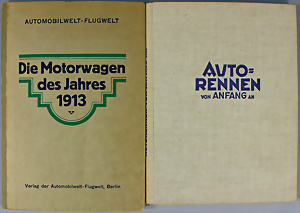 AUTOMOBILWELT-FLUGWELT
Die Motorwagen
des Jahres
1913
Verlag der Automobilwelt-Flugwelt, Berlin
AUTO=
RENNEN
VON ANFANG AN